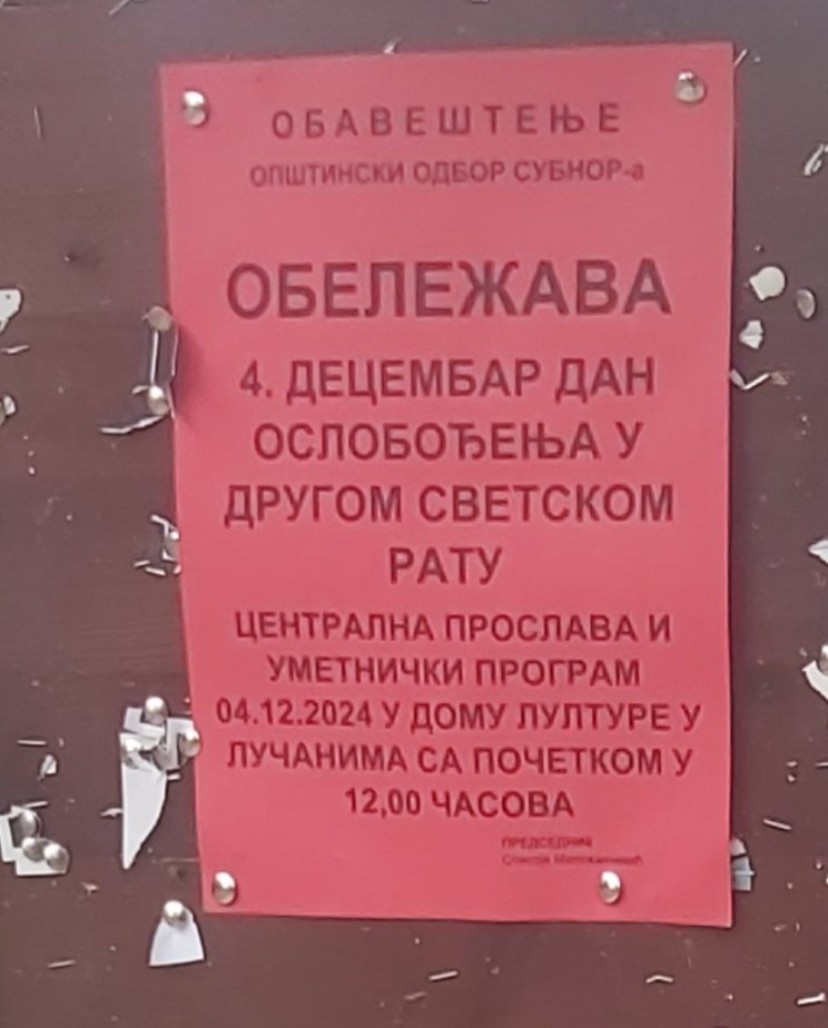 ОБАВЕШТЕЊЕ
ОПШТИНСКИ ОДБОР СУБНОР-а
ОБЕЛЕЖАВА
4. ДЕЦЕМБАР ДАН
ОСЛОБОЂЕЊА У
ДРУГОМ СВЕТСКОМ
РАТУ
ЦЕНТРАЛНА ПРОСЛАВА И
УМЕТНИЧКИ ПРОГРАМ
04.12.2024 У ДОМУ ЛУЛТУРЕ У
ЛУЧАНИМА СА ПОЧЕТКОМ У
12,00 ЧАСОВА
ПРЕДСЕДНИК